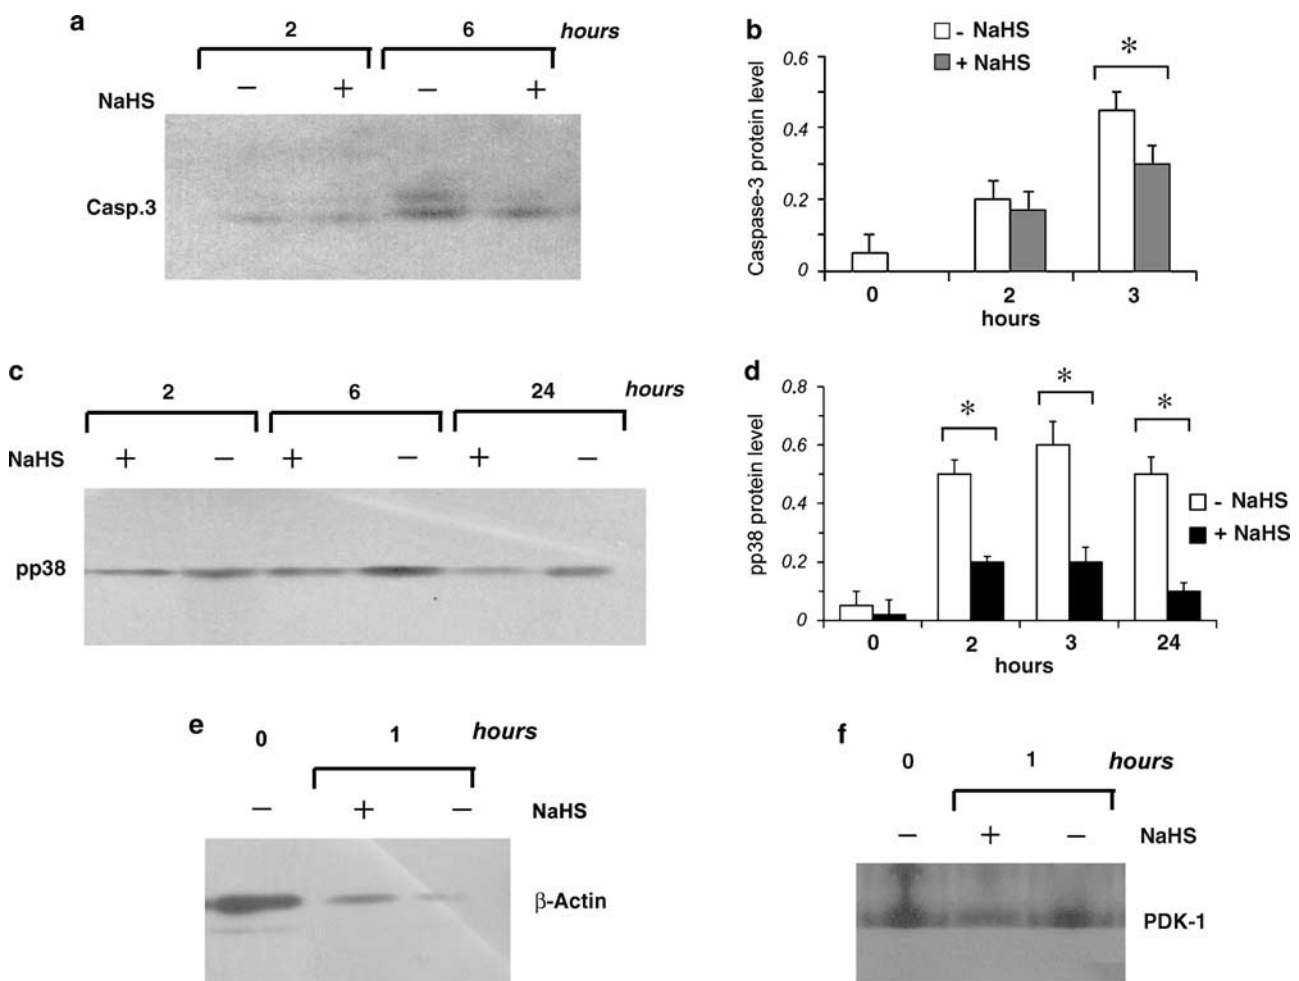 a
2 6 hours
NaHS − + − +
Casp.3
b
- NaHS
+ NaHS
*
Caspase-3 protein level
0.6
0.4
0.2
0
0 2 3
hours
c
2 6 24 hours
NaHS + − + − + −
pp38
d
- NaHS
+ NaHS
* * *
pp38 protein level
0.8
0.6
0.4
0.2
0
0 2 3 24
hours
e
0 1 hours
− + − NaHS
β-Actin
f
0 1 hours
− + − NaHS
PDK-1